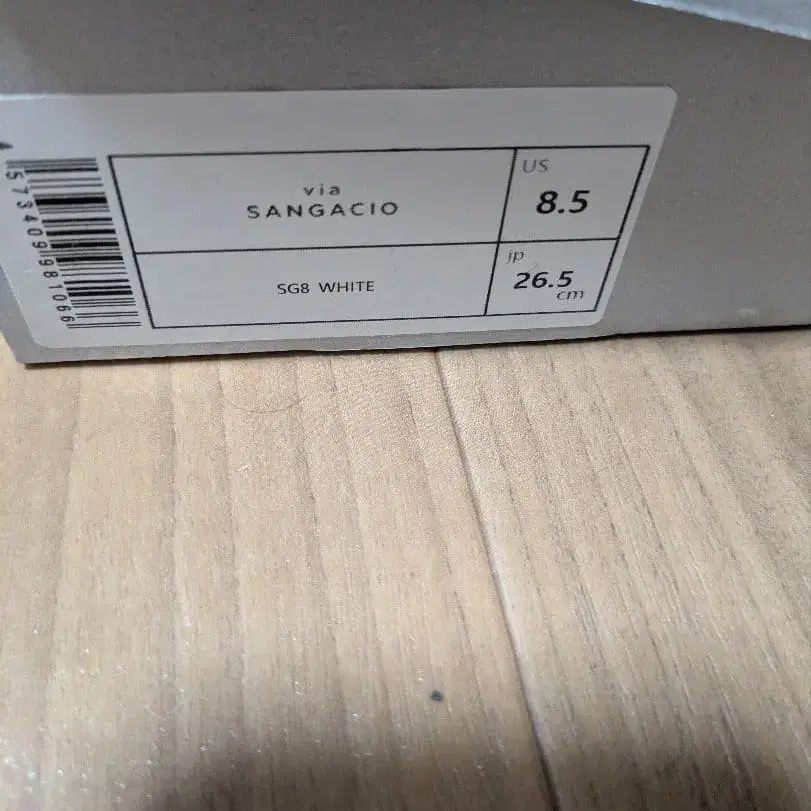 via
SANGACIO
US
8.5
SG8 WHITE
jp
26.5
cm
4573409981066